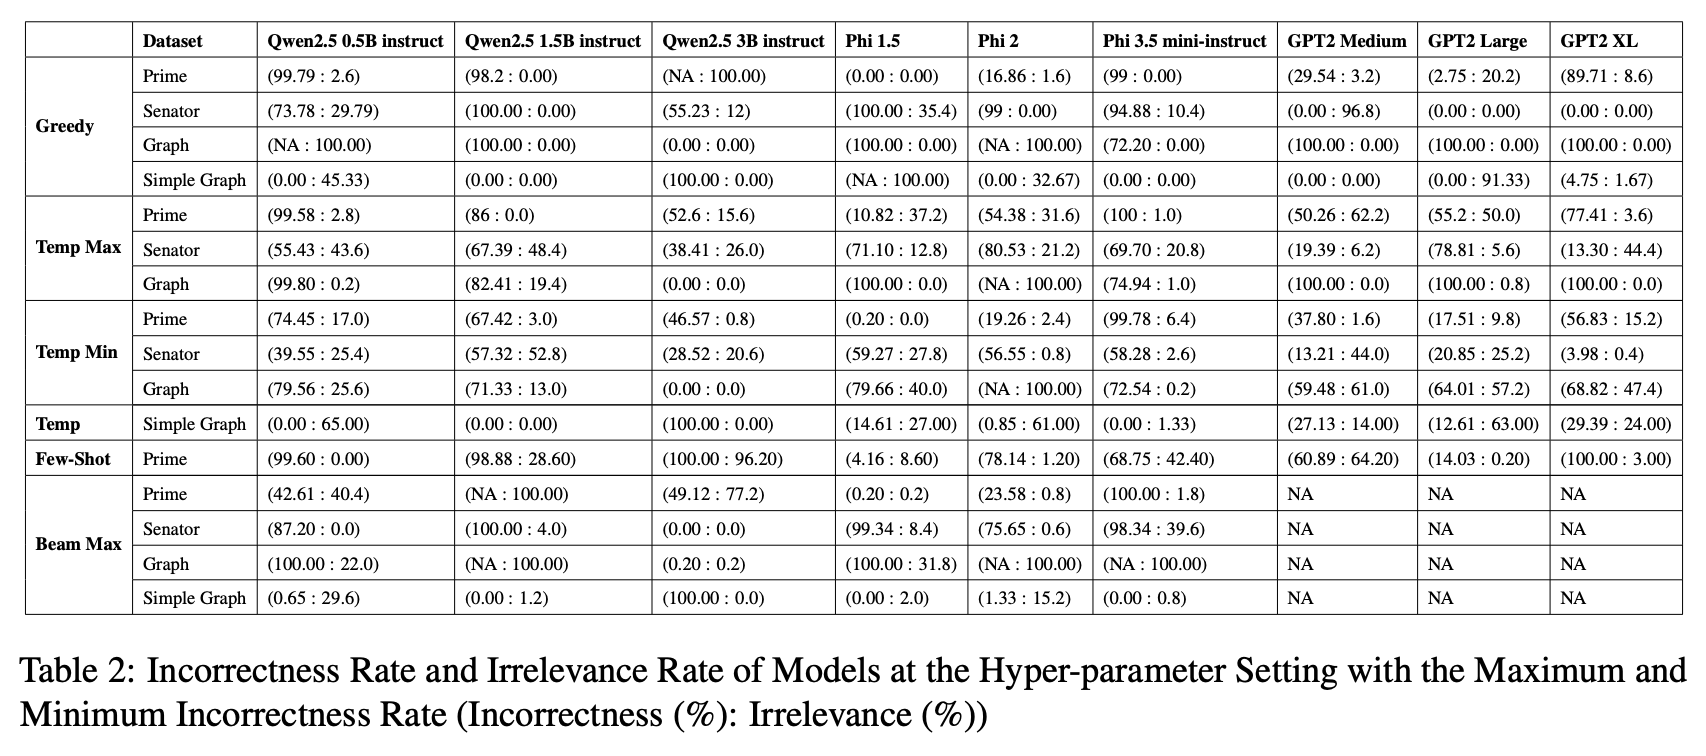 Dataset Qwen2.5 0.5B instruct Qwen2.5 1.5B instruct Qwen2.5 3B instruct Phi 1.5 Phi 2 Phi 3.5 mini-instruct GPT2 Medium GPT2 Large GPT2 XL
Greedy
Prime (99.79 : 2.6) (98.2 : 0.00) (NA : 100.00) (0.00 : 0.00) (16.86 : 1.6) (99 : 0.00) (29.54 : 3.2) (2.75 : 20.2) (89.71 : 8.6)
Senator (73.78 : 29.79) (100.00 : 0.00) (55.23 : 12) (100.00 : 35.4) (99 : 0.00) (94.88 : 10.4) (0.00 : 96.8) (0.00 : 0.00) (0.00 : 0.00)
Graph (NA : 100.00) (100.00 : 0.00) (0.00 : 0.00) (100.00 : 0.00) (NA : 100.00) (72.20 : 0.00) (100.00 : 0.00) (100.00 : 0.00) (100.00 : 0.00)
Simple Graph (0.00 : 45.33) (0.00 : 0.00) (100.00 : 0.00) (NA : 100.00) (0.00 : 32.67) (0.00 : 0.00) (0.00 : 0.00) (0.00 : 91.33) (4.75 : 1.67)
Temp Max
Prime (99.58 : 2.8) (86 : 0.0) (52.6 : 15.6) (10.82 : 37.2) (54.38 : 31.6) (100 : 1.0) (50.26 : 62.2) (55.2 : 50.0) (77.41 : 3.6)
Senator (55.43 : 43.6) (67.39 : 48.4) (38.41 : 26.0) (71.10 : 12.8) (80.53 : 21.2) (69.70 : 20.8) (19.39 : 6.2) (78.81 : 5.6) (13.30 : 44.4)
Graph (99.80 : 0.2) (82.41 : 19.4) (0.00 : 0.0) (100.00 : 0.0) (NA : 100.00) (74.94 : 1.0) (100.00 : 0.0) (100.00 : 0.8) (100.00 : 0.0)
Temp Min
Prime (74.45 : 17.0) (67.42 : 3.0) (46.57 : 0.8) (0.20 : 0.0) (19.26 : 2.4) (99.78 : 6.4) (37.80 : 1.6) (17.51 : 9.8) (56.83 : 15.2)
Senator (39.55 : 25.4) (57.32 : 52.8) (28.52 : 20.6) (59.27 : 27.8) (56.55 : 0.8) (58.28 : 2.6) (13.21 : 44.0) (20.85 : 25.2) (3.98 : 0.4)
Graph (79.56 : 25.6) (71.33 : 13.0) (0.00 : 0.0) (79.66 : 40.0) (NA : 100.00) (72.54 : 0.2) (59.48 : 61.0) (64.01 : 57.2) (68.82 : 47.4)
Temp Simple Graph (0.00 : 65.00) (0.00 : 0.00) (100.00 : 0.00) (14.61 : 27.00) (0.85 : 61.00) (0.00 : 1.33) (27.13 : 14.00) (12.61 : 63.00) (29.39 : 24.00)
Few-Shot Prime (99.60 : 0.00) (98.88 : 28.60) (100.00 : 96.20) (4.16 : 8.60) (78.14 : 1.20) (68.75 : 42.40) (60.89 : 64.20) (14.03 : 0.20) (100.00 : 3.00)
Beam Max
Prime (42.61 : 40.4) (NA : 100.00) (49.12 : 77.2) (0.20 : 0.2) (23.58 : 0.8) (100.00 : 1.8) NA NA NA
Senator (87.20 : 0.0) (100.00 : 4.0) (0.00 : 0.0) (99.34 : 8.4) (75.65 : 0.6) (98.34 : 39.6) NA NA NA
Graph (100.00 : 22.0) (NA : 100.00) (0.20 : 0.2) (100.00 : 31.8) (NA : 100.00) (NA : 100.00) NA NA NA
Simple Graph (0.65 : 29.6) (0.00 : 1.2) (100.00 : 0.0) (0.00 : 2.0) (1.33 : 15.2) (0.00 : 0.8) NA NA NA
Table 2: Incorrectness Rate and Irrelevance Rate of Models at the Hyper-parameter Setting with the Maximum and
Minimum Incorrectness Rate (Incorrectness (%): Irrelevance (%))